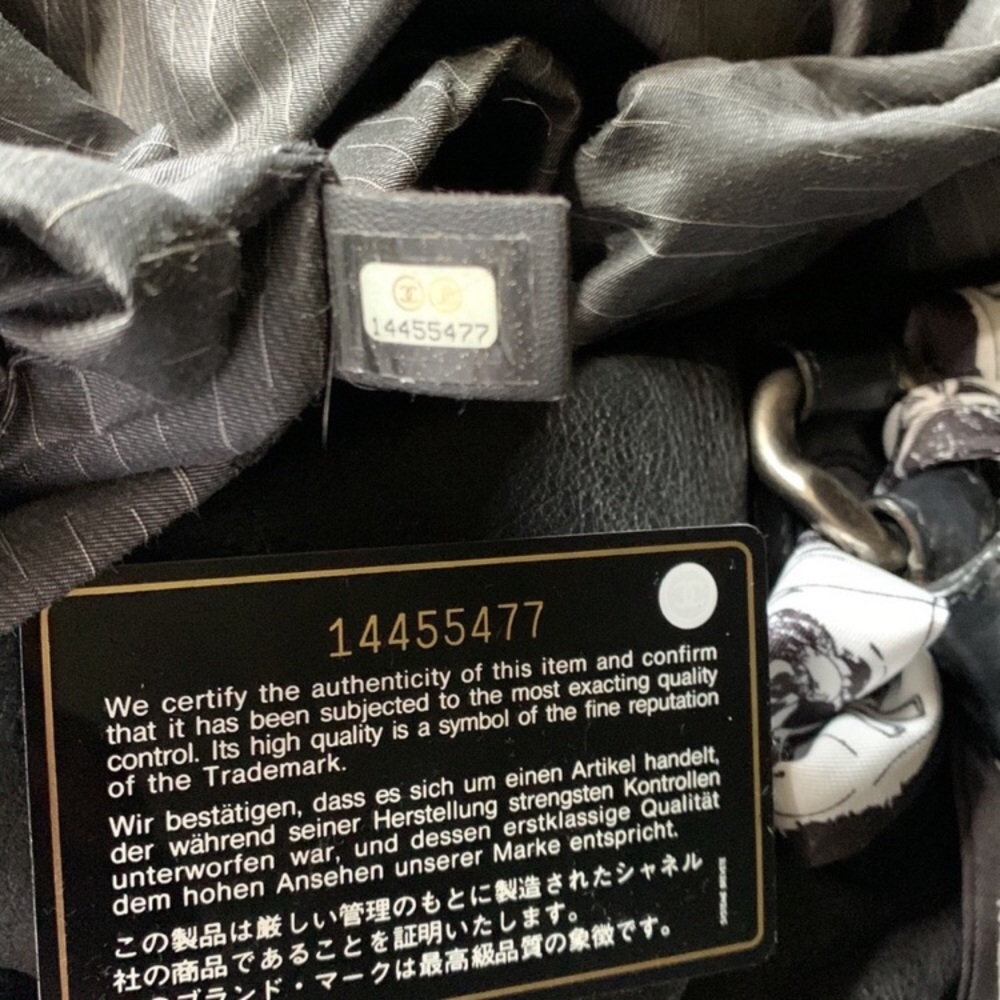 14455477
14455477
We certify the authenticity of this item and confirm
that it has been subjected to the most exacting quality
control. Its high quality is a symbol of the fine reputation
of the Trademark.
Wir bestätigen, dass es sich um einen Artikel handelt,
der während seiner Herstellung strengsten Kontrollen
unterworfen war, und dessen erstklassige Qualität
dem hohen Ansehen unserer Marke entspricht.
この製品は厳しい管理のもとに製造されたシャネル
社の商品であることを証明いたします。
ブランド・マークは最高級品質の象徴です。